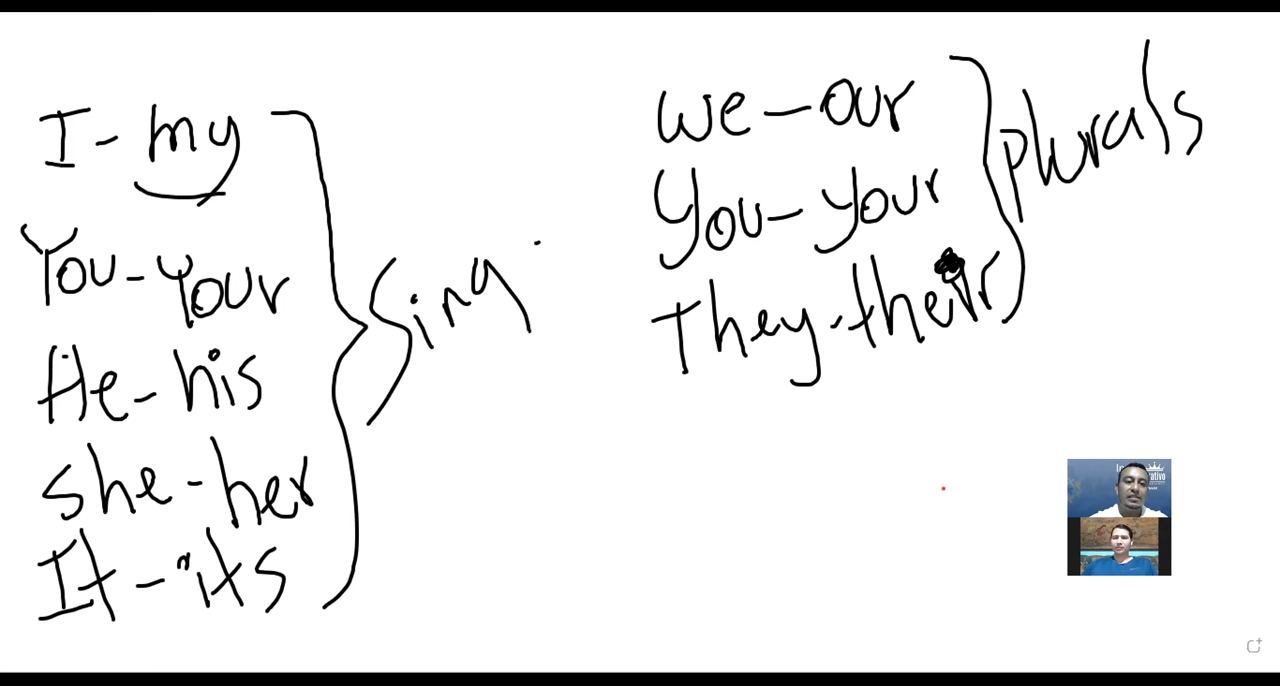 I - my
You - Your
He - his
she - her
It - its
Sing
we - our
you - your
They - their
plurals